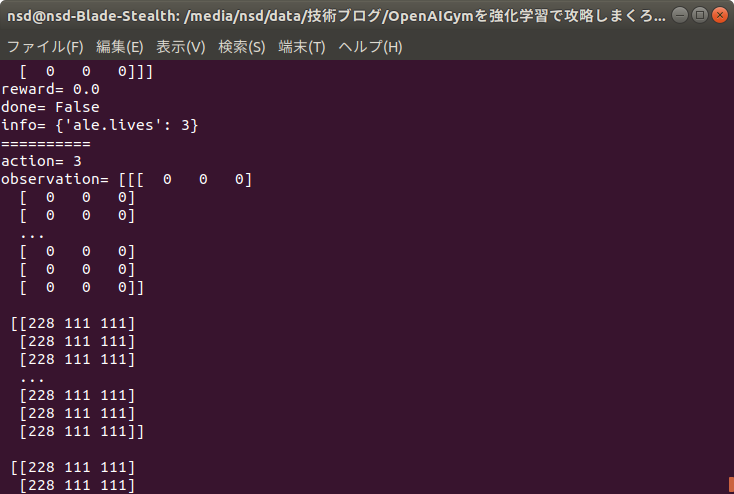 nsd@nsd-Blade-Stealth: /media/nsd/data/技術ブログ/OpenAIGymを強化学習で攻略しまくろ...
ファイル(F) 編集(E) 表示(V) 検索(S) 端末(T) ヘルプ(H)
  [  0   0   0]]]
reward= 0.0
done= False
info= {'ale.lives': 3}
==========
action= 3
observation= [[[  0   0   0]
  [  0   0   0]
  [  0   0   0]
  ...
  [  0   0   0]
  [  0   0   0]
  [  0   0   0]]
 [[228 111 111]
  [228 111 111]
  [228 111 111]
  ...
  [228 111 111]
  [228 111 111]
  [228 111 111]]
 [[228 111 111]
  [228 111 111]